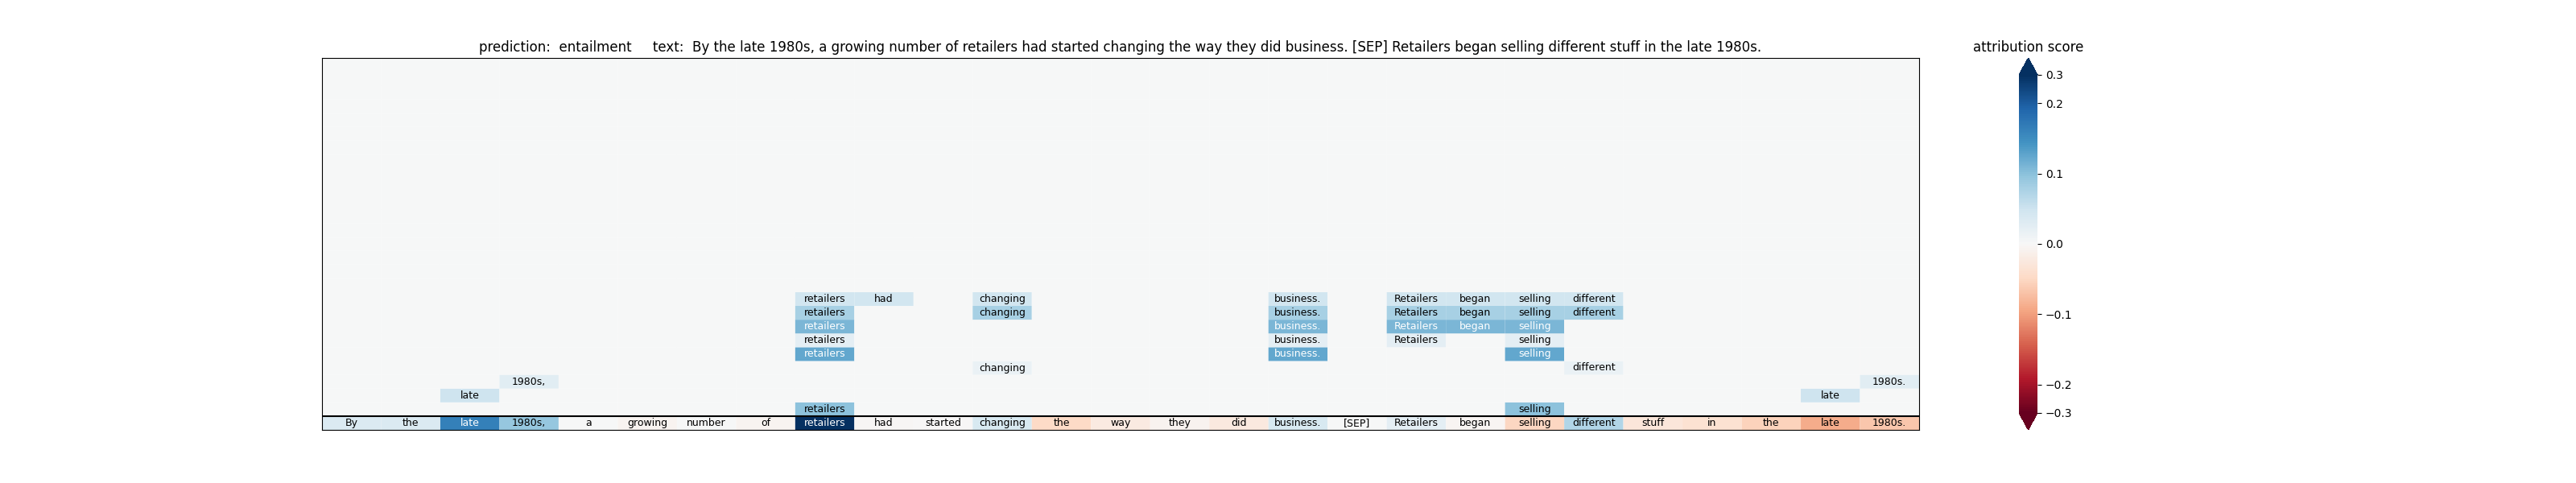 prediction: entailment text: By the late 1980s, a growing number of retailers had started changing the way they did business. [SEP] Retailers began selling different stuff in the late 1980s.
attribution score
0.3
0.2
0.1
0.0
−0.1
−0.2
−0.3
retailers had changing business. Retailers began selling different
retailers changing business. Retailers began selling different
retailers business. Retailers began selling
retailers business. Retailers selling
retailers business. selling
changing different
1980s, 1980s.
late late
retailers selling
By the late 1980s, a growing number of retailers had started changing the way they did business. [SEP] Retailers began selling different stuff in the late 1980s.